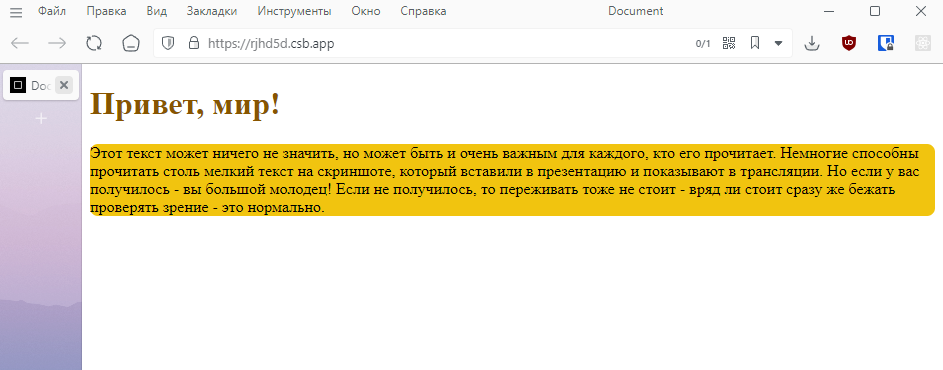 Файл Правка Вид Закладки Инструменты Окно Справка Document
https://rjhd5d.csb.app 0/1
Doc
Привет, мир!
Этот текст может ничего не значить, но может быть и очень важным для каждого, кто его прочитает. Немногие способны
прочитать столь мелкий текст на скриншоте, который вставили в презентацию и показывают в трансляции. Но если у вас
получилось - вы большой молодец! Если не получилось, то переживать тоже не стоит - вряд ли стоит сразу же бежать
проверять зрение - это нормально.